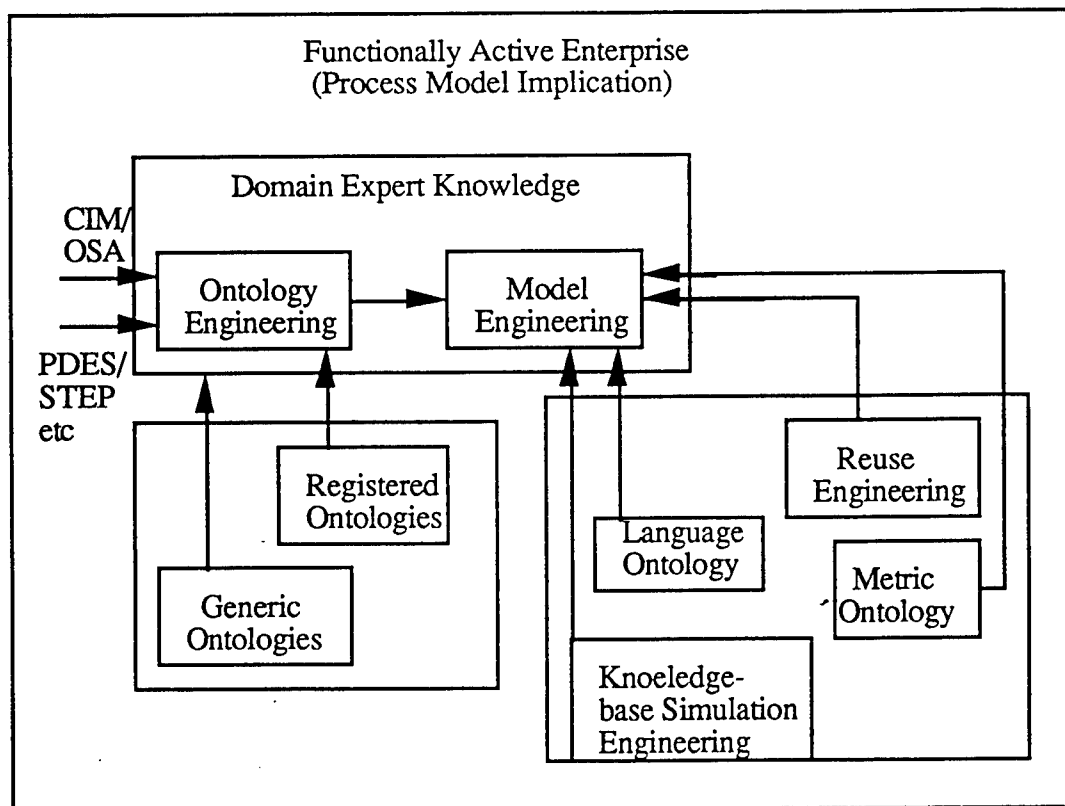 Functionally Active Enterprise
(Process Model Implication)
Domain Expert Knowledge
CIM/
OSA
Ontology
Engineering
Model
Engineering
PDES/
STEP
etc
Registered
Ontologies
Generic
Ontologies
Reuse
Engineering
Language
Ontology
Metric
Ontology
Knoeledge-
base Simulation
Engineering